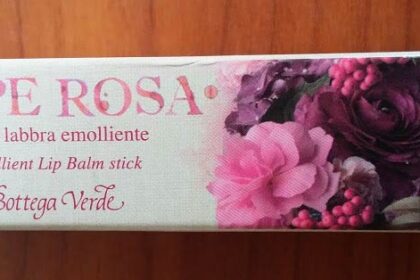 PE ROSA
labbra emolliente
llient Lip Balm stick
Bottega Verde